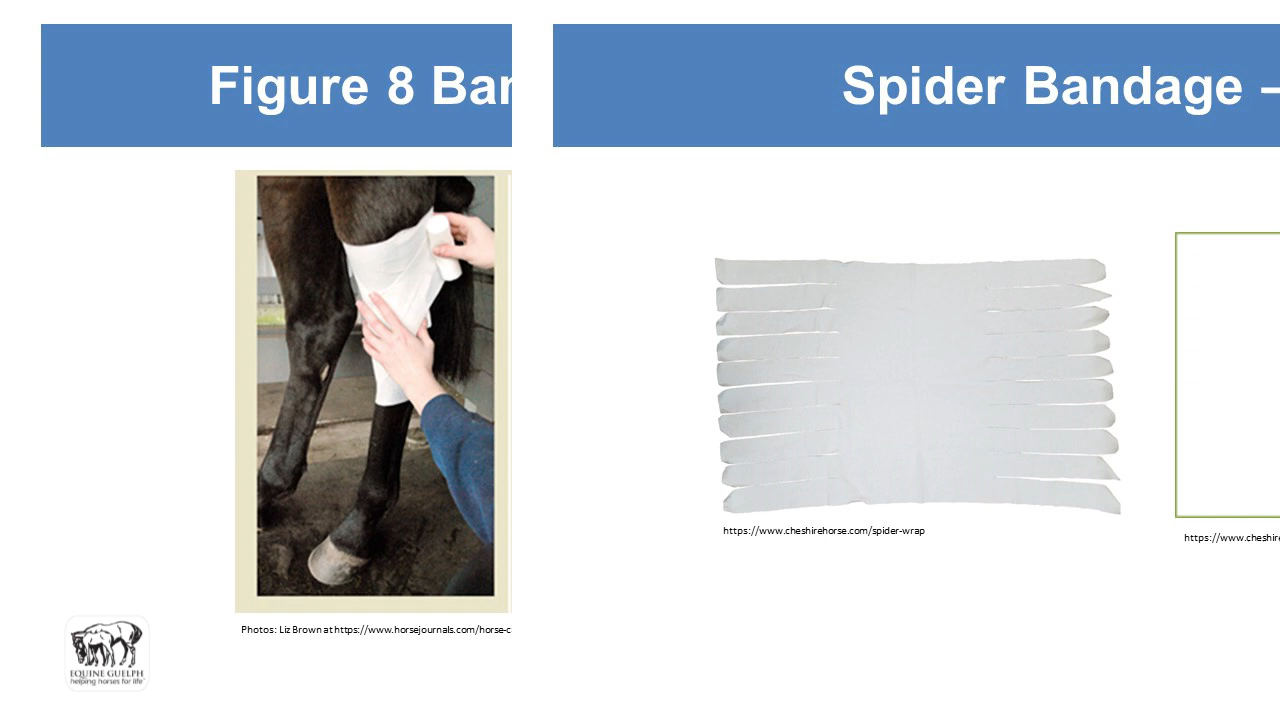 Figure 8 Ban
Spider Bandage –
https://www.cheshirehorse.com/spider-wrap
https://www.cheshire
Photos: Liz Brown at https://www.horsejournals.com/horse-c
EQUINE GUELPH
helping horses for life